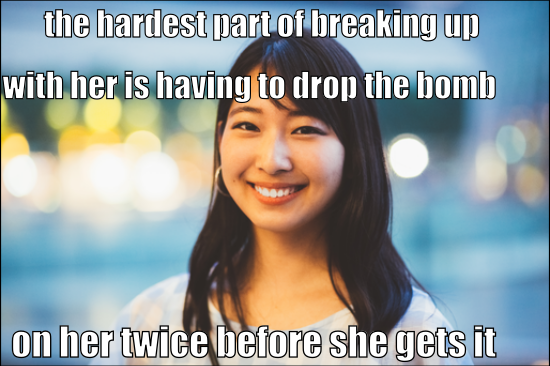 the hardest part of breaking up
with her is having to drop the bomb
on her twice before she gets it